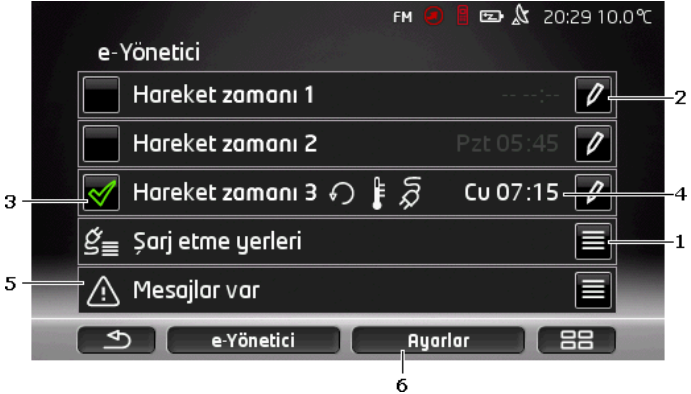 FM 20:29 10.0℃
e-Yönetici
Hareket zamanı 1 -- --:-- 2
Hareket zamanı 2 Pzt 05:45
3 Hareket zamanı 3 Cu 07:15 4
Şarj etme yerleri 1
5 Mesajlar var
e-Yönetici Ayarlar
6